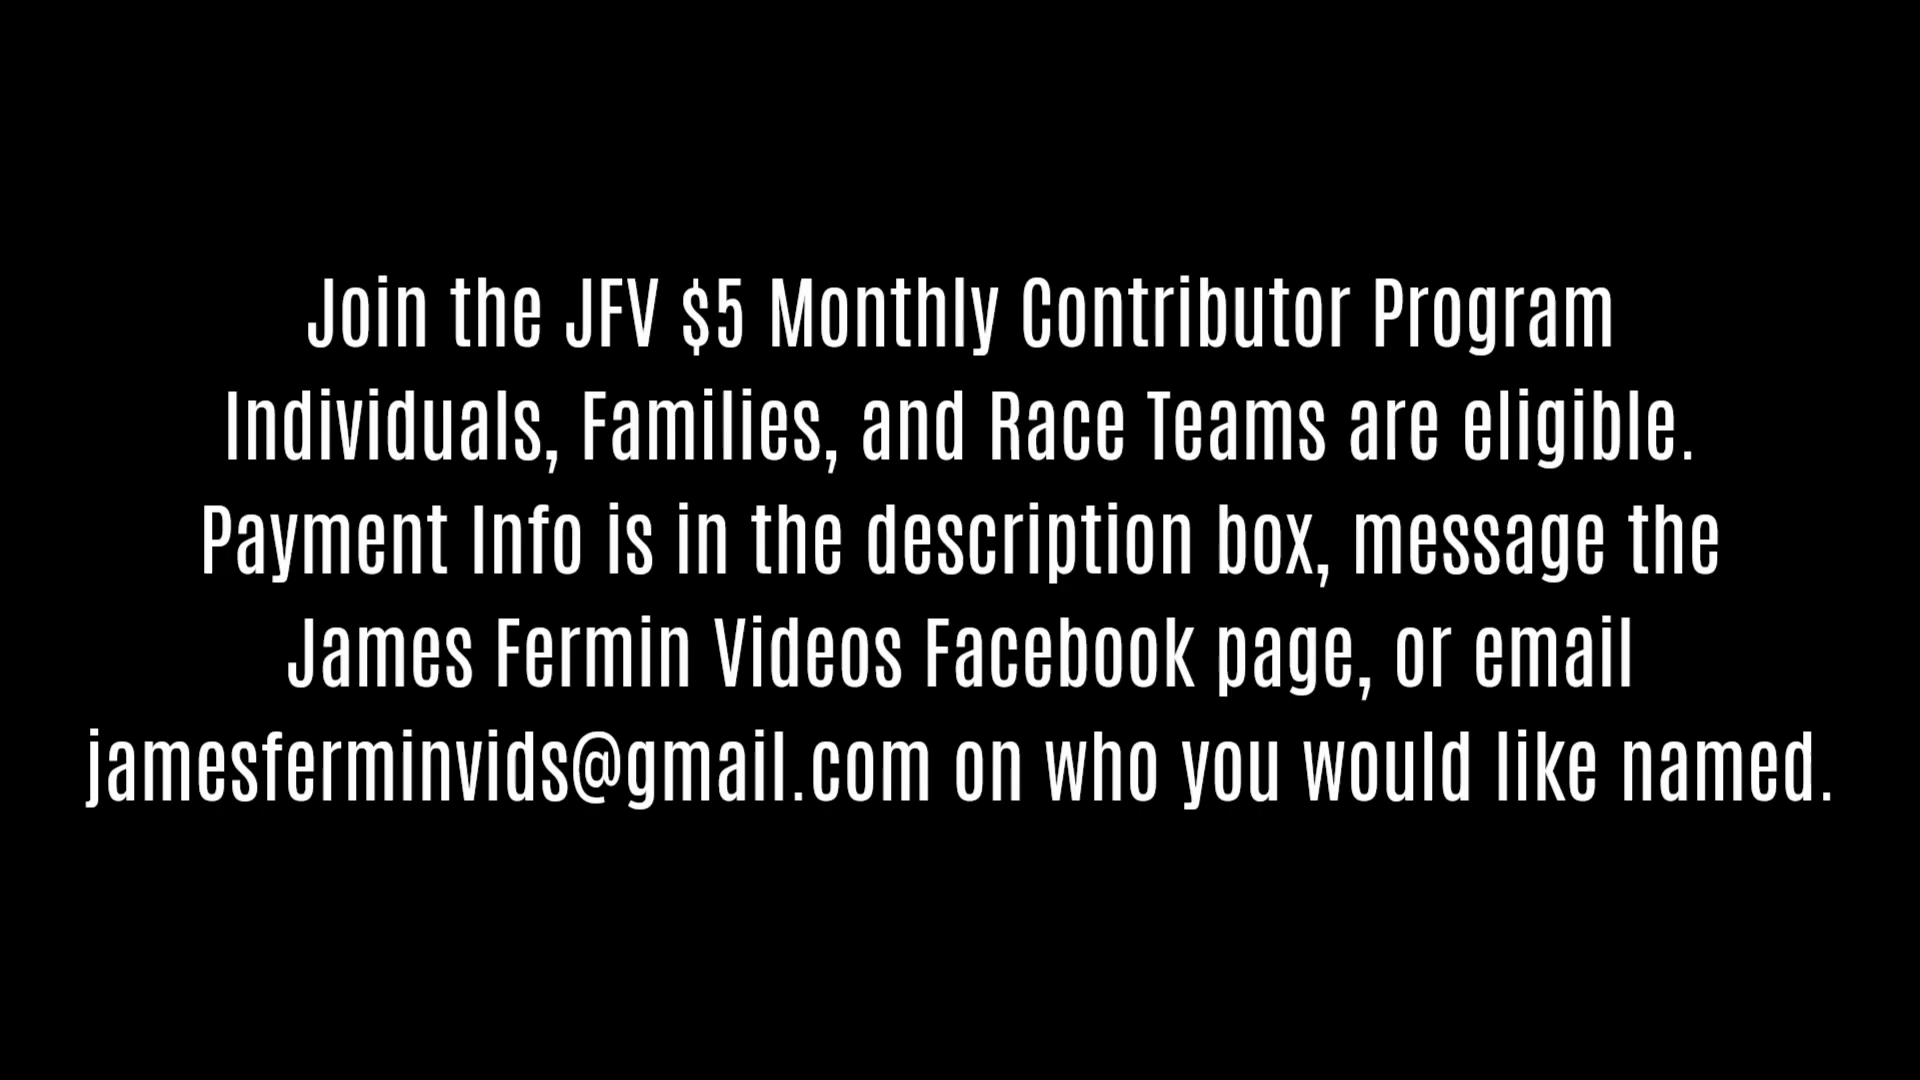 Join the JFV $5 Monthly Contributor Program
Individuals, Families, and Race Teams are eligible.
Payment Info is in the description box, message the
James Fermin Videos Facebook page, or email
jamesferminvids@gmail.com on who you would like named.